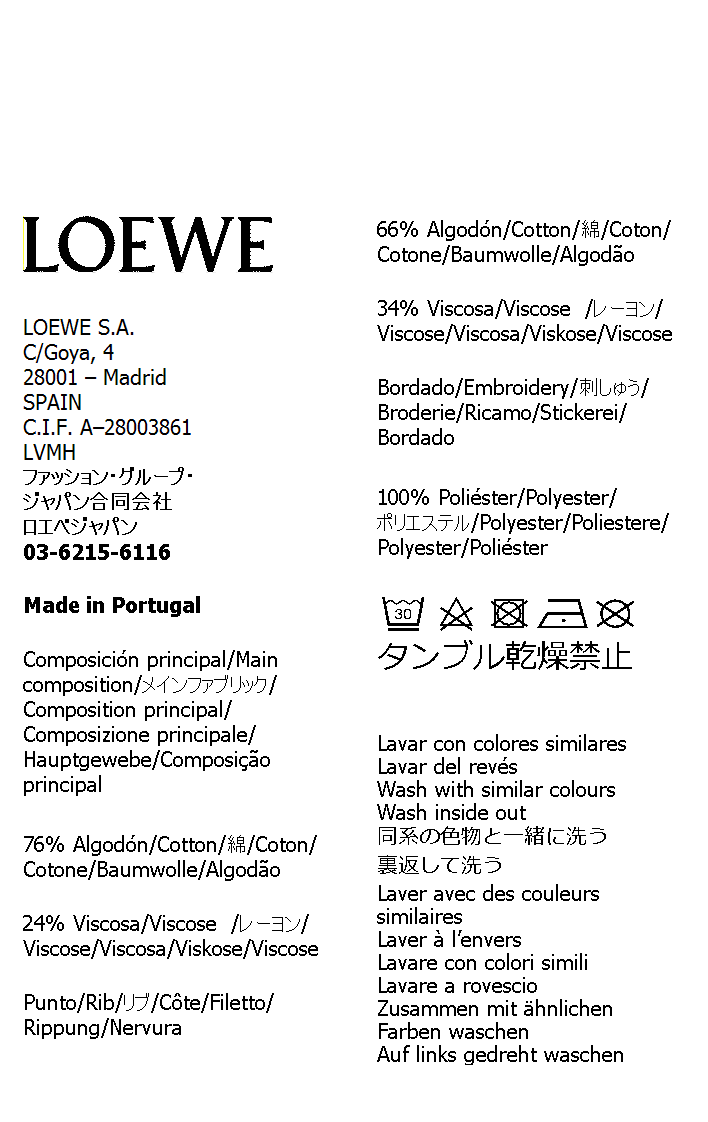 LOEWE
LOEWE S.A.
C/Goya, 4
28001 – Madrid
SPAIN
C.I.F. A–28003861
LVMH
ファッション・グループ・
ジャパン合同会社
ロエベジャパン
03-6215-6116
Made in Portugal
Composición principal/Main
composition/メインファブリック/
Composition principal/
Composizione principale/
Hauptgewebe/Composição
principal
76% Algodón/Cotton/綿/Coton/
Cotone/Baumwolle/Algodão
24% Viscosa/Viscose /レーヨン/
Viscose/Viscosa/Viskose/Viscose
Punto/Rib/リブ/Côte/Filetto/
Rippung/Nervura
66% Algodón/Cotton/綿/Coton/
Cotone/Baumwolle/Algodão
34% Viscosa/Viscose /レーヨン/
Viscose/Viscosa/Viskose/Viscose
Bordado/Embroidery/刺しゅう/
Broderie/Ricamo/Stickerei/
Bordado
100% Poliéster/Polyester/
ポリエステル/Polyester/Poliestere/
Polyester/Poliéster
30
タンブル乾燥禁止
Lavar con colores similares
Lavar del revés
Wash with similar colours
Wash inside out
同系の色物と一緒に洗う
裏返して洗う
Laver avec des couleurs
similaires
Laver à l’envers
Lavare con colori simili
Lavare a rovescio
Zusammen mit ähnlichen
Farben waschen
Auf links gedreht waschen